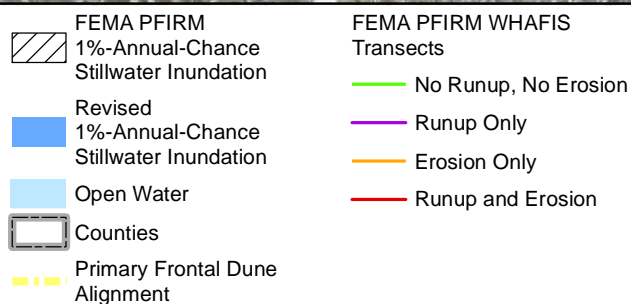 FEMA PFIRM
1%-Annual-Chance
Stillwater Inundation
Revised
1%-Annual-Chance
Stillwater Inundation
Open Water
Counties
Primary Frontal Dune
Alignment
FEMA PFIRM WHAFIS
Transects
No Runup, No Erosion
Runup Only
Erosion Only
Runup and Erosion